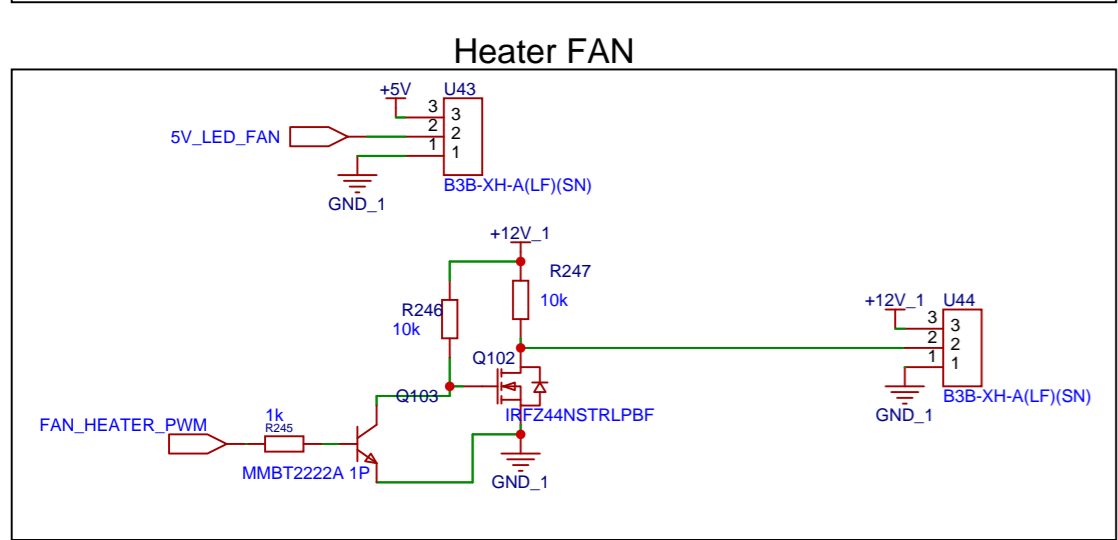 Heater FAN
+5V
U43
3
3
5V_LED_FAN
2
2
1
1
B3B-XH-A(LF)(SN)
GND_1
+12V_1
R247
10k
R246
10k
+12V_1
U44
3
3
2
2
1
1
B3B-XH-A(LF)(SN)
GND_1
Q102
Q103
IRFZ44NSTRLPBF
FAN_HEATER_PWM
1k
R245
MMBT2222A 1P
GND_1